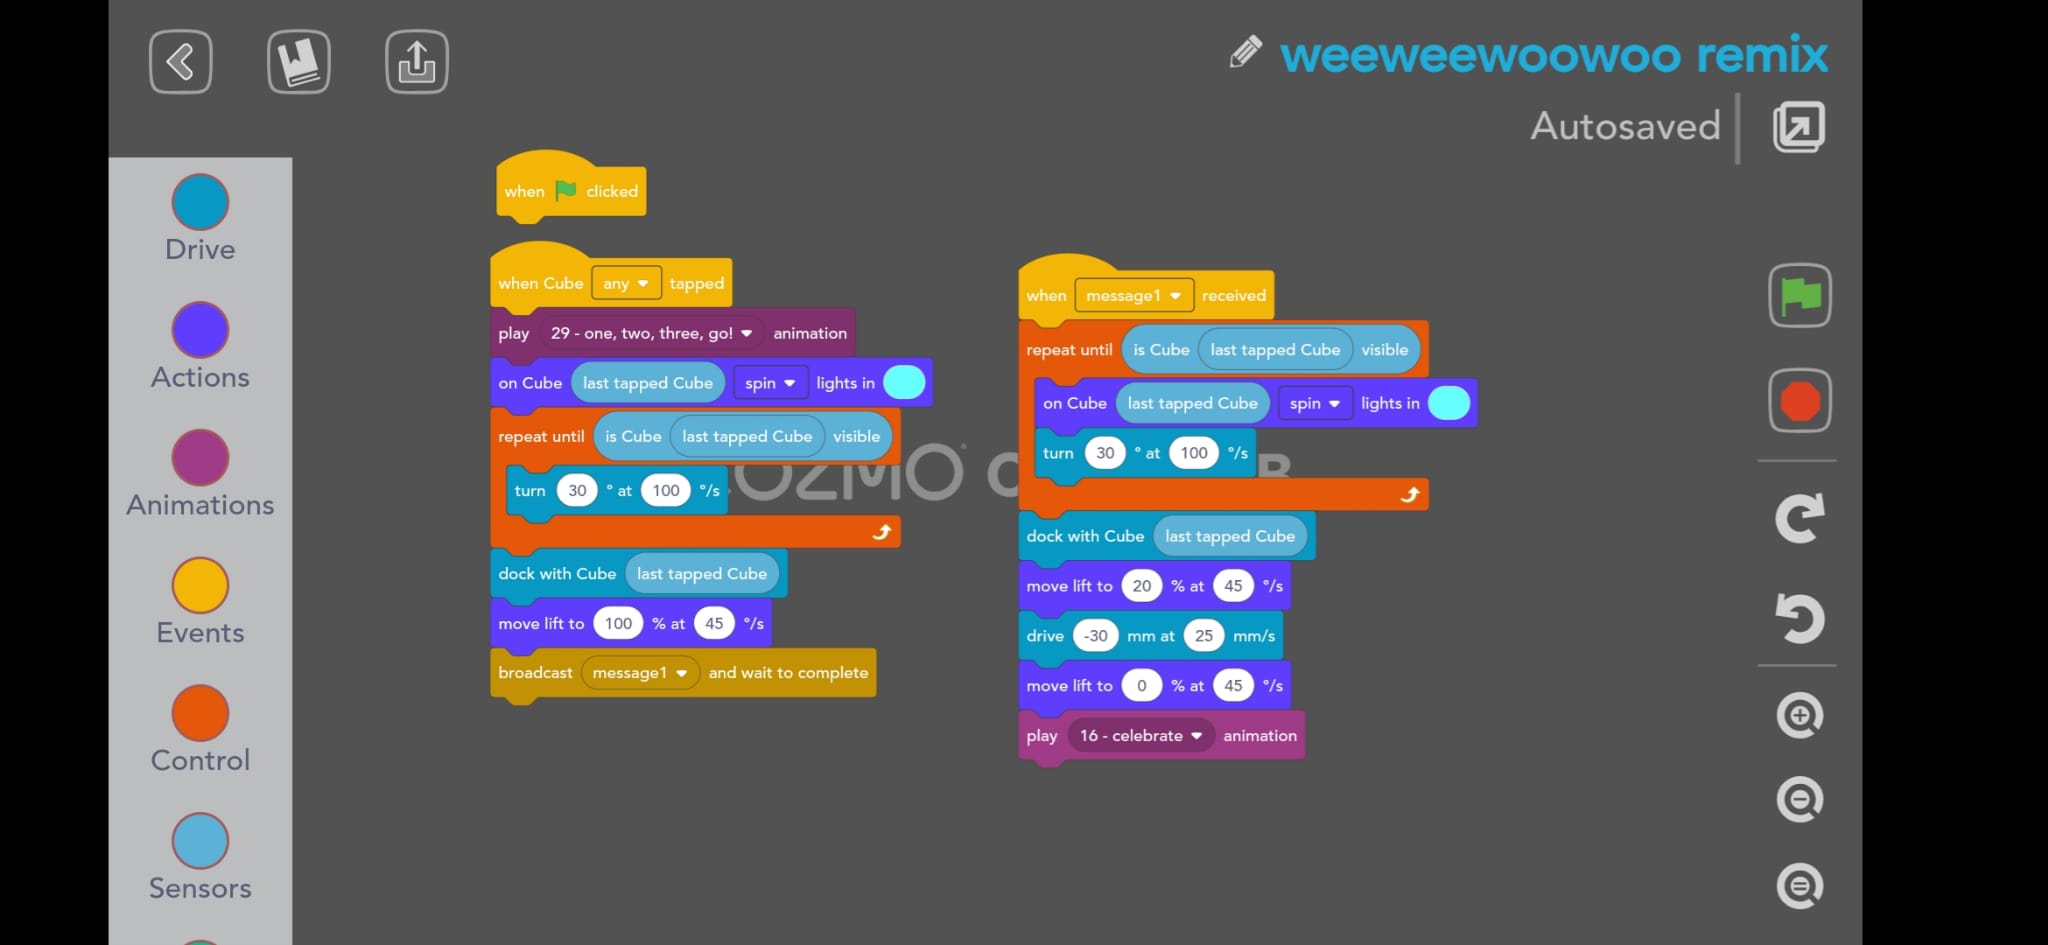 weeweewoowoo remix
Autosaved
Drive
Actions
Animations
Events
Control
Sensors
when clicked
when Cube any tapped
play 29 - one, two, three, go! animation
on Cube last tapped Cube spin lights in
repeat until is Cube last tapped Cube visible
turn 30 ° at 100 °/s
dock with Cube last tapped Cube
move lift to 100 % at 45 °/s
broadcast message1 and wait to complete
when message1 received
repeat until is Cube last tapped Cube visible
on Cube last tapped Cube spin lights in
turn 30 ° at 100 °/s
dock with Cube last tapped Cube
move lift to 20 % at 45 °/s
drive -30 mm at 25 mm/s
move lift to 0 % at 45 °/s
play 16 - celebrate animation